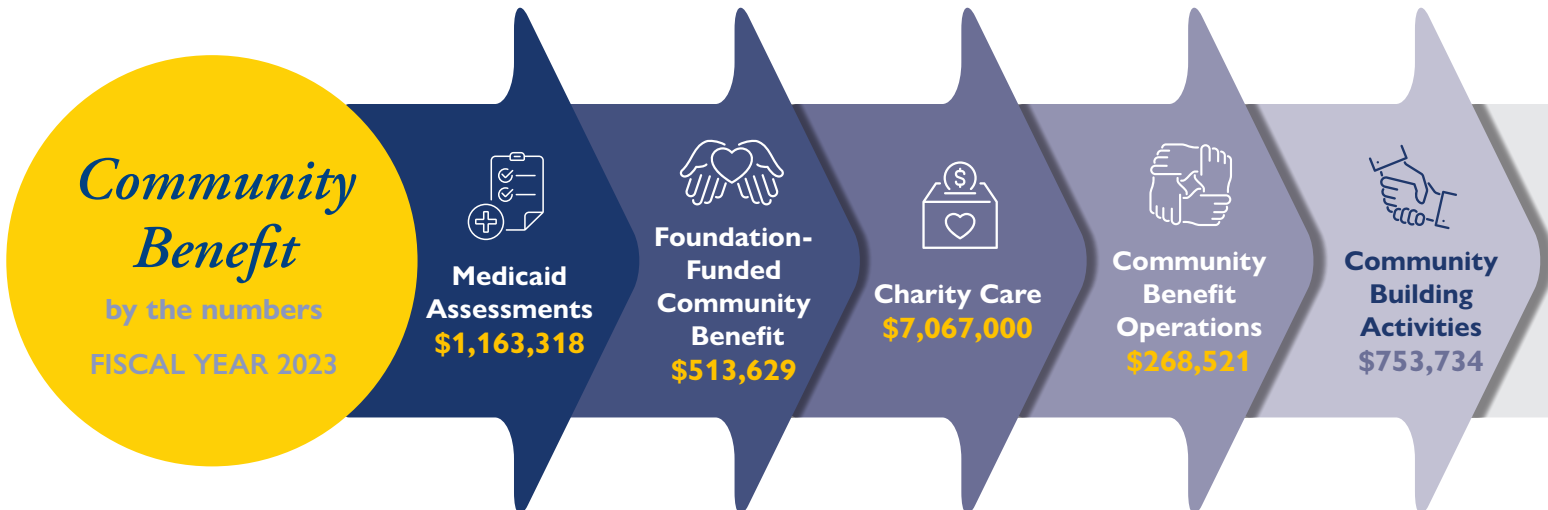 Community
Benefit
by the numbers
FISCAL YEAR 2023
Medicaid
Assessments
$1,163,318
Foundation-
Funded
Community
Benefit
$513,629
$
Charity Care
$7,067,000
Community
Benefit
Operations
$268,521
Community
Building
Activities
$753,734